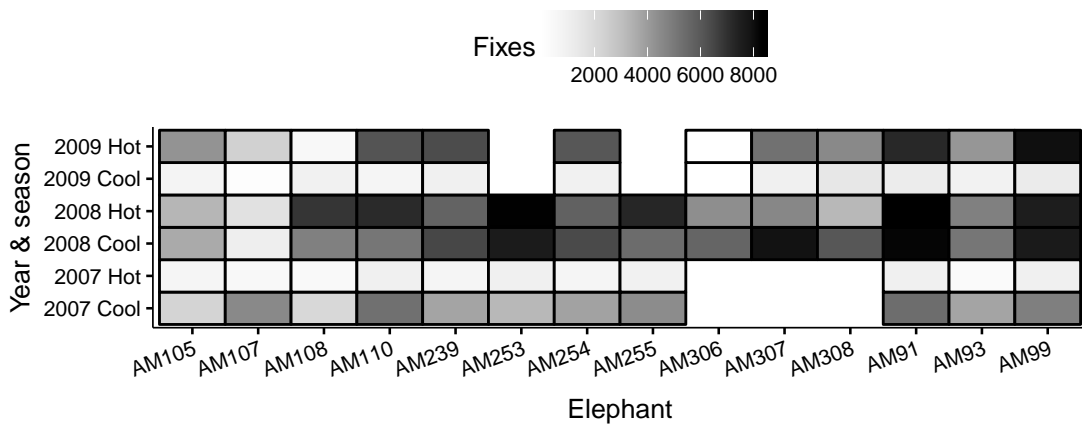 Fixes
2000 4000 6000 8000
Year & season
2009 Hot
2009 Cool
2008 Hot
2008 Cool
2007 Hot
2007 Cool
AM105 AM107 AM108 AM110 AM239 AM253 AM254 AM255 AM306 AM307 AM308 AM91 AM93 AM99
Elephant